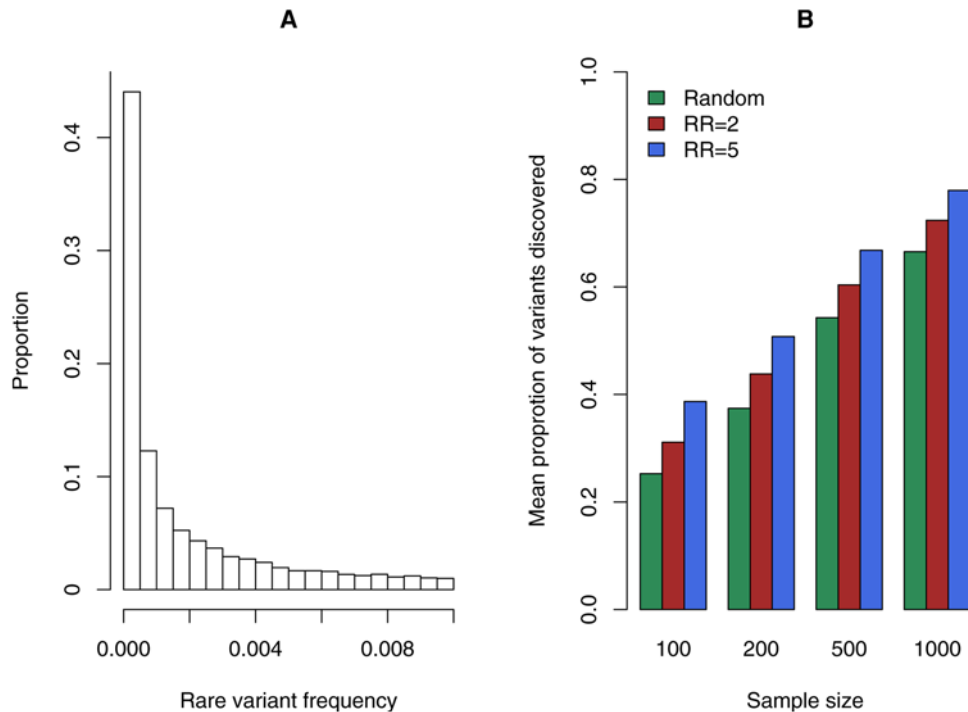 A
Proportion
0.4
0.3
0.2
0.1
0
0.000
0.004
0.008
Rare variant frequency
B
Mean proprotion of variants discovered
1.0
0.8
0.6
0.4
0.2
0.0
Random
RR=2
RR=5
100
200
500
1000
Sample size